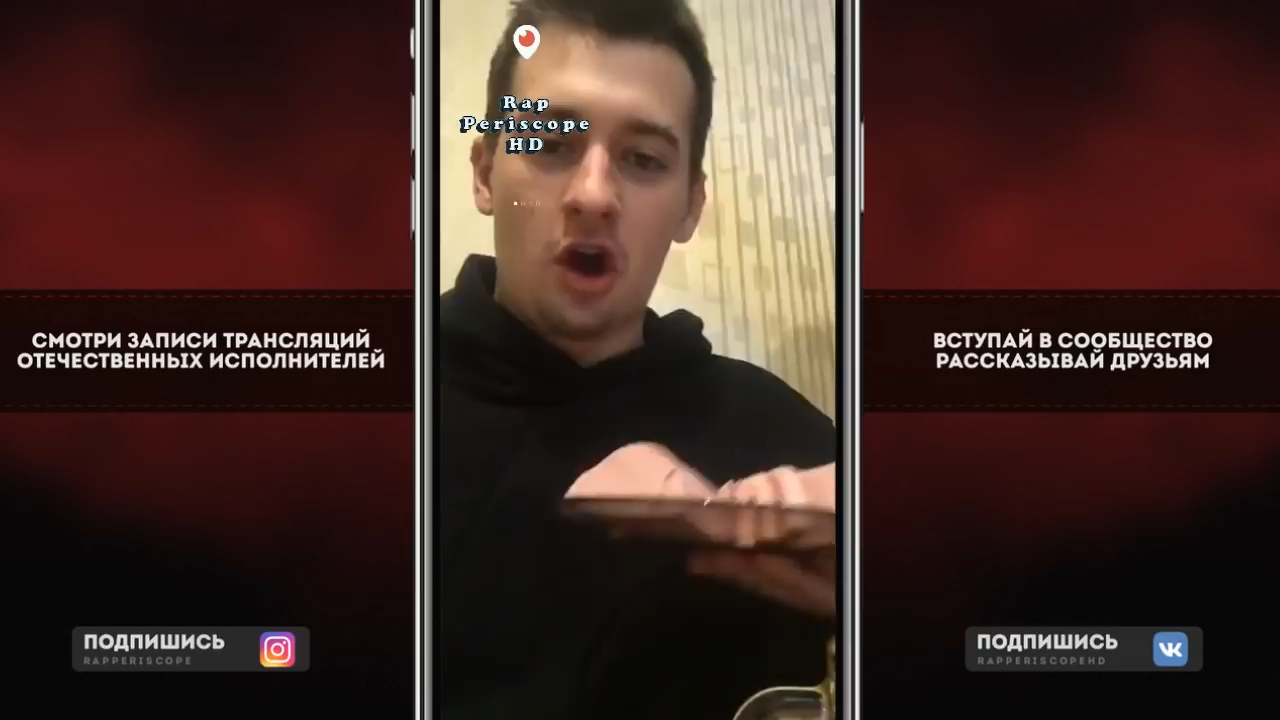 Rap
Periscope
HD
СМОТРИ ЗАПИСИ ТРАНСЛЯЦИЙ
ОТЕЧЕСТВЕННЫХ ИСПОЛНИТЕЛЕЙ
ВСТУПАЙ В СООБЩЕСТВО
РАССКАЗЫВАЙ ДРУЗЬЯМ
ПОДПИШИСЬ
RAPPERISCOPE
ПОДПИШИСЬ
RAPPERISCOPEHD